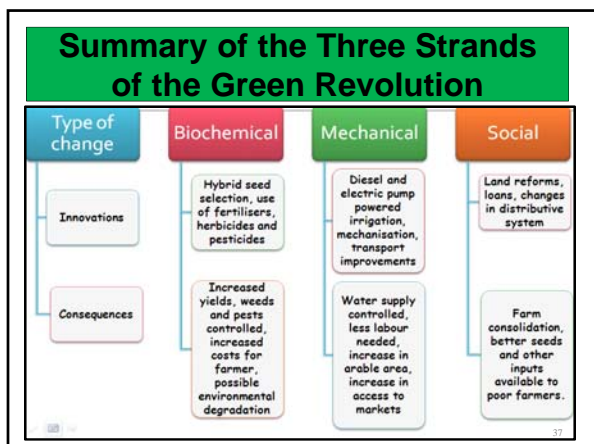 Summary of the Three Strands
of the Green Revolution
Type of
change
Biochemical
Mechanical
Social
Innovations
Hybrid seed
selection, use
of fertilisers,
herbicides and
pesticides
Diesel and
electric pump
powered
irrigation,
mechanisation,
transport
improvements
Land reforms,
loans, changes
in distributive
system
Consequences
Increased
yields, weeds
and pests
controlled,
increased
costs for
farmer,
possible
environmental
degradation
Water supply
controlled,
less labour
needed,
increase in
arable area,
increase in
access to
markets
Farm
consolidation,
better seeds
and other
inputs
available to
poor farmers.
37